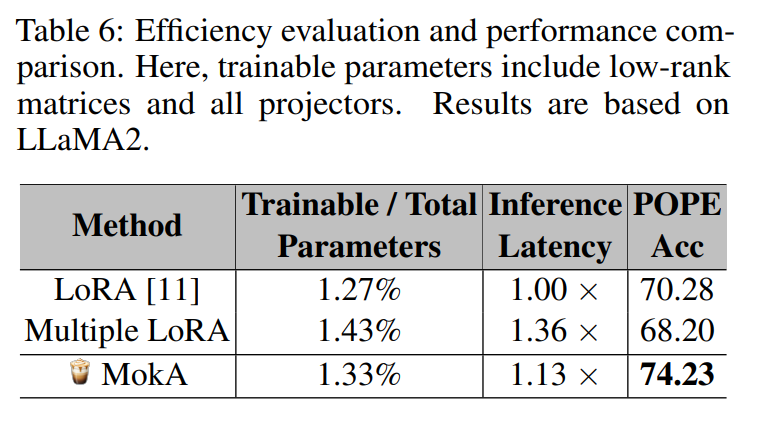 Table 6: Efficiency evaluation and performance com-
parison. Here, trainable parameters include low-rank
matrices and all projectors. Results are based on
LLaMA2.
Method Trainable / Total Parameters Inference Latency POPE Acc
LoRA [11] 1.27% 1.00 × 70.28
Multiple LoRA 1.43% 1.36 × 68.20
MokA 1.33% 1.13 × 74.23